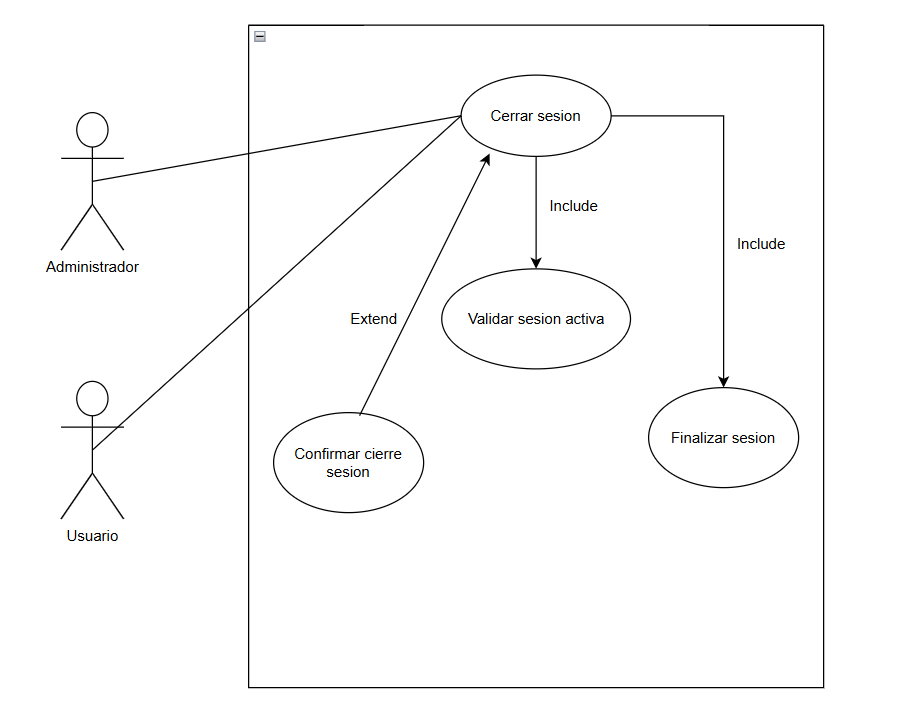 Cerrar sesion
Include
Include
Administrador
Extend
Validar sesion activa
Finalizar sesion
Confirmar cierre
sesion
Usuario